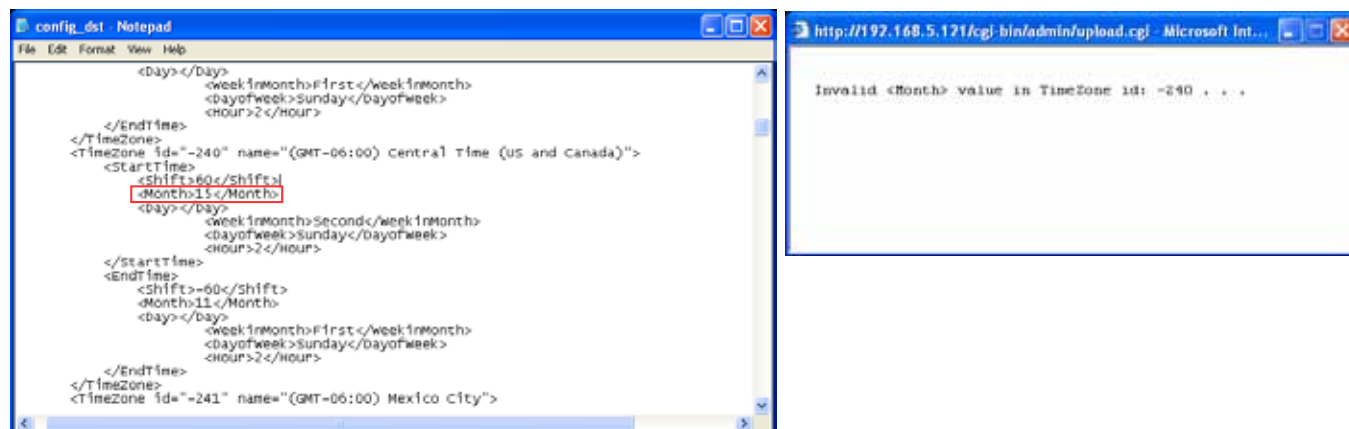 config_dst - Notepad
File Edit Format View Help
<Day></Day>
<WeekinMonth>First</WeekinMonth>
<DayofWeek>Sunday</DayofWeek>
<Hour>2</Hour>
</EndTime>
</TimeZone>
<TimeZone id="-240" name="(GMT-06:00) Central Time (US and Canada)">
<StartTime>
<Shift>60</Shift>
<Month>15</Month>
<Day></Day>
<WeekinMonth>Second</WeekinMonth>
<DayofWeek>Sunday</DayofWeek>
<Hour>2</Hour>
</StartTime>
<EndTime>
<Shift>-60</Shift>
<Month>11</Month>
<Day></Day>
<WeekinMonth>First</WeekinMonth>
<DayofWeek>Sunday</DayofWeek>
<Hour>2</Hour>
</EndTime>
</TimeZone>
<TimeZone id="-241" name="(GMT-06:00) Mexico City">
http://192.168.5.121/cgi-bin/admin/upload.cgi - Microsoft Int...
Invalid <Month> value in TimeZone id: -240 . . .